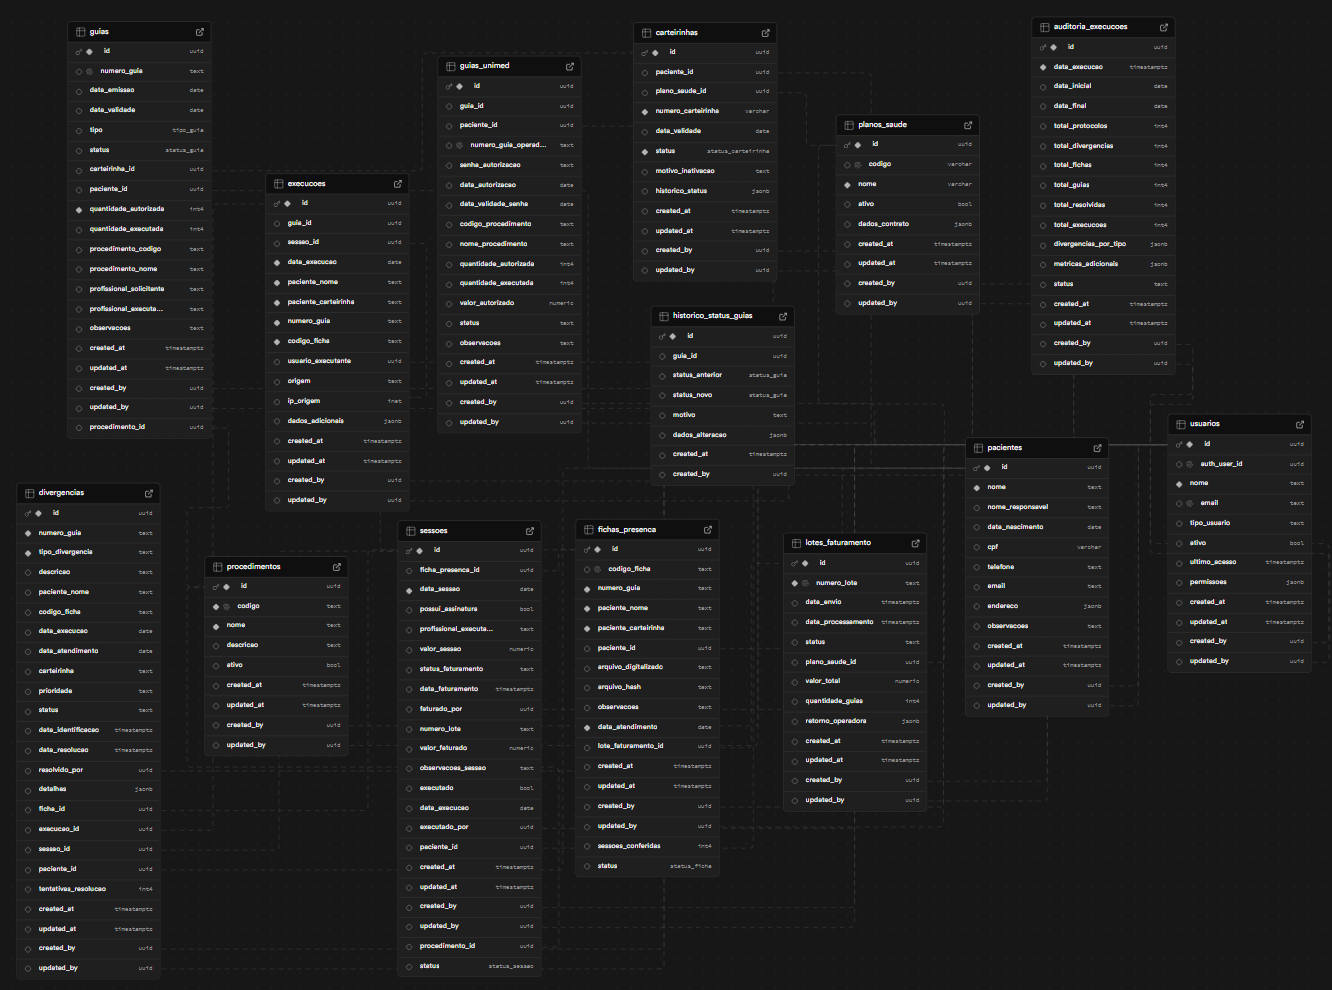 guias
id uuid
numero_guia text
data_emissao date
data_validade date
tipo tipo_guia
status status_guia
carteirinha_id uuid
paciente_id uuid
quantidade_autorizada int4
quantidade_executada int4
procedimento_codigo text
procedimento_nome text
profissional_solicitante text
profissional_executa... text
observacoes text
created_at timestamptz
updated_at timestamptz
created_by uuid
updated_by uuid
procedimento_id uuid
execucoes
id uuid
guia_id uuid
sessao_id uuid
data_execucao date
paciente_nome text
paciente_carteirinha text
numero_guia text
codigo_ficha text
usuario_executante uuid
origem text
ip_origem inet
dados_adicionais jsonb
created_at timestamptz
updated_at timestamptz
created_by uuid
updated_by uuid
guias_unimed
id uuid
guia_id uuid
paciente_id uuid
numero_guia_operad... text
senha_autorizacao text
data_autorizacao date
data_validade_senha date
codigo_procedimento text
nome_procedimento text
quantidade_autorizada int4
quantidade_executada int4
valor_autorizado numeric
status text
observacoes text
created_at timestamptz
updated_at timestamptz
created_by uuid
updated_by uuid
carteirinhas
id uuid
paciente_id uuid
plano_saude_id uuid
numero_carteirinha varchar
data_validade date
status status_carteirinha
motivo_inativacao text
historico_status jsonb
created_at timestamptz
updated_at timestamptz
created_by uuid
updated_by uuid
planos_saude
id uuid
codigo varchar
nome varchar
ativo bool
dados_contrato jsonb
created_at timestamptz
updated_at timestamptz
created_by uuid
updated_by uuid
auditoria_execucoes
id uuid
data_execucao timestamptz
data_inicial date
data_final date
total_protocolos int4
total_divergencias int4
total_fichas int4
total_guias int4
total_resolvidas int4
total_execucoes int4
divergencias_por_tipo jsonb
metricas_adicionais jsonb
status text
created_at timestamptz
updated_at timestamptz
created_by uuid
updated_by uuid
historico_status_guias
id uuid
guia_id uuid
status_anterior status_guia
status_novo status_guia
motivo text
dados_alteracao jsonb
created_at timestamptz
created_by uuid
usuarios
id uuid
auth_user_id uuid
nome text
email text
tipo_usuario text
ativo bool
ultimo_acesso timestamptz
permissoes jsonb
created_at timestamptz
updated_at timestamptz
created_by uuid
updated_by uuid
pacientes
id uuid
nome text
nome_responsavel text
data_nascimento date
cpf varchar
telefone text
email text
endereco jsonb
observacoes text
created_at timestamptz
updated_at timestamptz
created_by uuid
updated_by uuid
divergencias
id uuid
numero_guia text
tipo_divergencia text
descricao text
paciente_nome text
codigo_ficha text
data_execucao date
data_atendimento date
carteirinha text
prioridade text
status text
data_identificacao timestamptz
data_resolucao timestamptz
resolvido_por uuid
detalhes jsonb
ficha_id uuid
execucao_id uuid
sessao_id uuid
paciente_id uuid
tentativas_resolucao int4
created_at timestamptz
updated_at timestamptz
created_by uuid
updated_by uuid
procedimentos
id uuid
codigo text
nome text
descricao text
ativo bool
created_at timestamptz
updated_at timestamptz
created_by uuid
updated_by uuid
sessoes
id uuid
ficha_presenca_id uuid
data_sessao date
possui_assinatura bool
profissional_executa... text
valor_sessao numeric
status_faturamento text
data_faturamento timestamptz
faturado_por uuid
numero_lote text
valor_faturado numeric
observacoes_sessao text
executado bool
data_execucao date
executado_por uuid
paciente_id uuid
created_at timestamptz
updated_at timestamptz
created_by uuid
updated_by uuid
procedimento_id uuid
status status_sessao
fichas_presenca
id uuid
codigo_ficha text
numero_guia text
paciente_nome text
paciente_carteirinha text
paciente_id uuid
arquivo_digitalizado text
arquivo_hash text
observacoes text
data_atendimento date
lote_faturamento_id uuid
created_at timestamptz
updated_at timestamptz
created_by uuid
updated_by uuid
sessoes_conferidas int4
status status_ficha
lotes_faturamento
id uuid
numero_lote text
data_envio timestamptz
data_processamento timestamptz
status text
plano_saude_id uuid
valor_total numeric
quantidade_guias int4
retorno_operadora jsonb
created_at timestamptz
updated_at timestamptz
created_by uuid
updated_by uuid